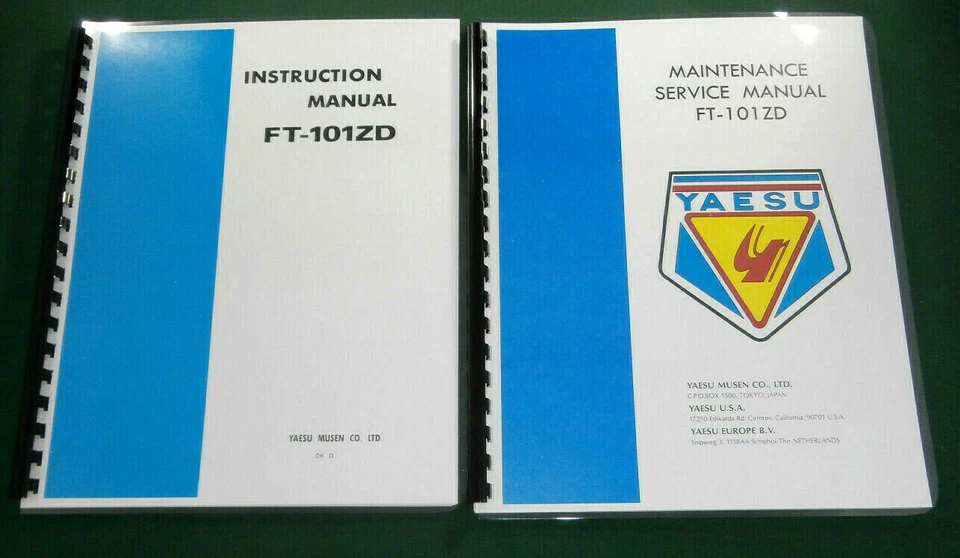 INSTRUCTION
MANUAL
FT-101ZD
YAESU MUSEN CO LTD
OK D
MAINTENANCE
SERVICE MANUAL
FT-101ZD
YAESU
YAESU MUSEN CO., LTD.
C.P.O.BOX 1500, TOKYO, JAPAN
YAESU U.S.A.
17210 Edwards Rd. Cerritos, California 90701 U.S.A.
YAESU EUROPE B.V.
Snipweg 3, 1118AA Schiphol The NETHERLANDS